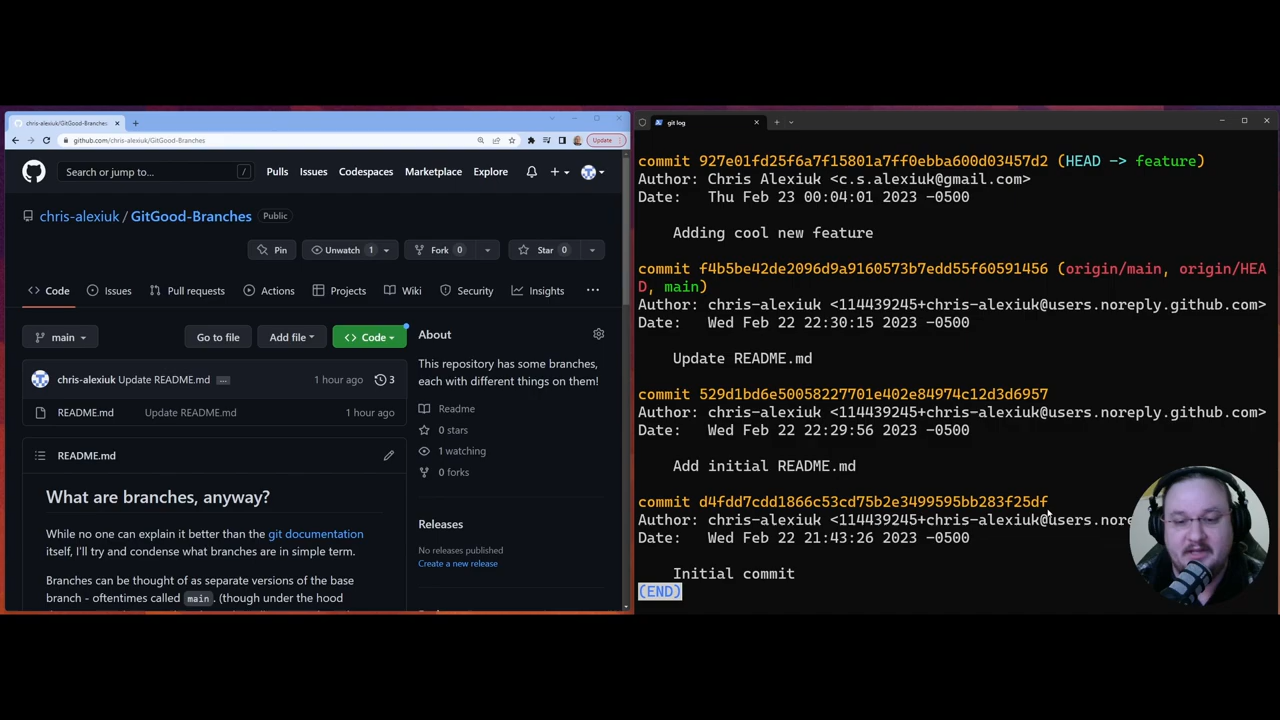 chris-alexiuk/GitGood-Branches
github.com/chris-alexiuk/GitGood-Branches
Update
Search or jump to...
/
Pulls
Issues
Codespaces
Marketplace
Explore
chris-alexiuk / GitGood-Branches
Public
Pin
Unwatch 1
Fork 0
Star 0
Code
Issues
Pull requests
Actions
Projects
Wiki
Security
Insights
main
Go to file
Add file
Code
chris-alexiuk Update README.md
1 hour ago
3
README.md
Update README.md
1 hour ago
README.md
What are branches, anyway?
While no one can explain it better than the git documentation
itself, I'll try and condense what branches are in simple term.
Branches can be thought of as separate versions of the base
branch - oftentimes called main. (though under the hood
About
This repository has some branches,
each with different things on them!
Readme
0 stars
1 watching
0 forks
Releases
No releases published
Create a new release
git log
commit 927e01fd25f6a7f15801a7ff0ebba600d03457d2 (HEAD -> feature)
Author: Chris Alexiuk <c.s.alexiuk@gmail.com>
Date: Thu Feb 23 00:04:01 2023 -0500
Adding cool new feature
commit f4b5be42de2096d9a9160573b7edd55f60591456 (origin/main, origin/HEA
D, main)
Author: chris-alexiuk <114439245+chris-alexiuk@users.noreply.github.com>
Date: Wed Feb 22 22:30:15 2023 -0500
Update README.md
commit 529d1bd6e50058227701e402e84974c12d3d6957
Author: chris-alexiuk <114439245+chris-alexiuk@users.noreply.github.com>
Date: Wed Feb 22 22:29:56 2023 -0500
Add initial README.md
commit d4fdd7cdd1866c53cd75b2e3499595bb283f25df
Author: chris-alexiuk <114439245+chris-alexiuk@users.nore
Date: Wed Feb 22 21:43:26 2023 -0500
Initial commit
(END)